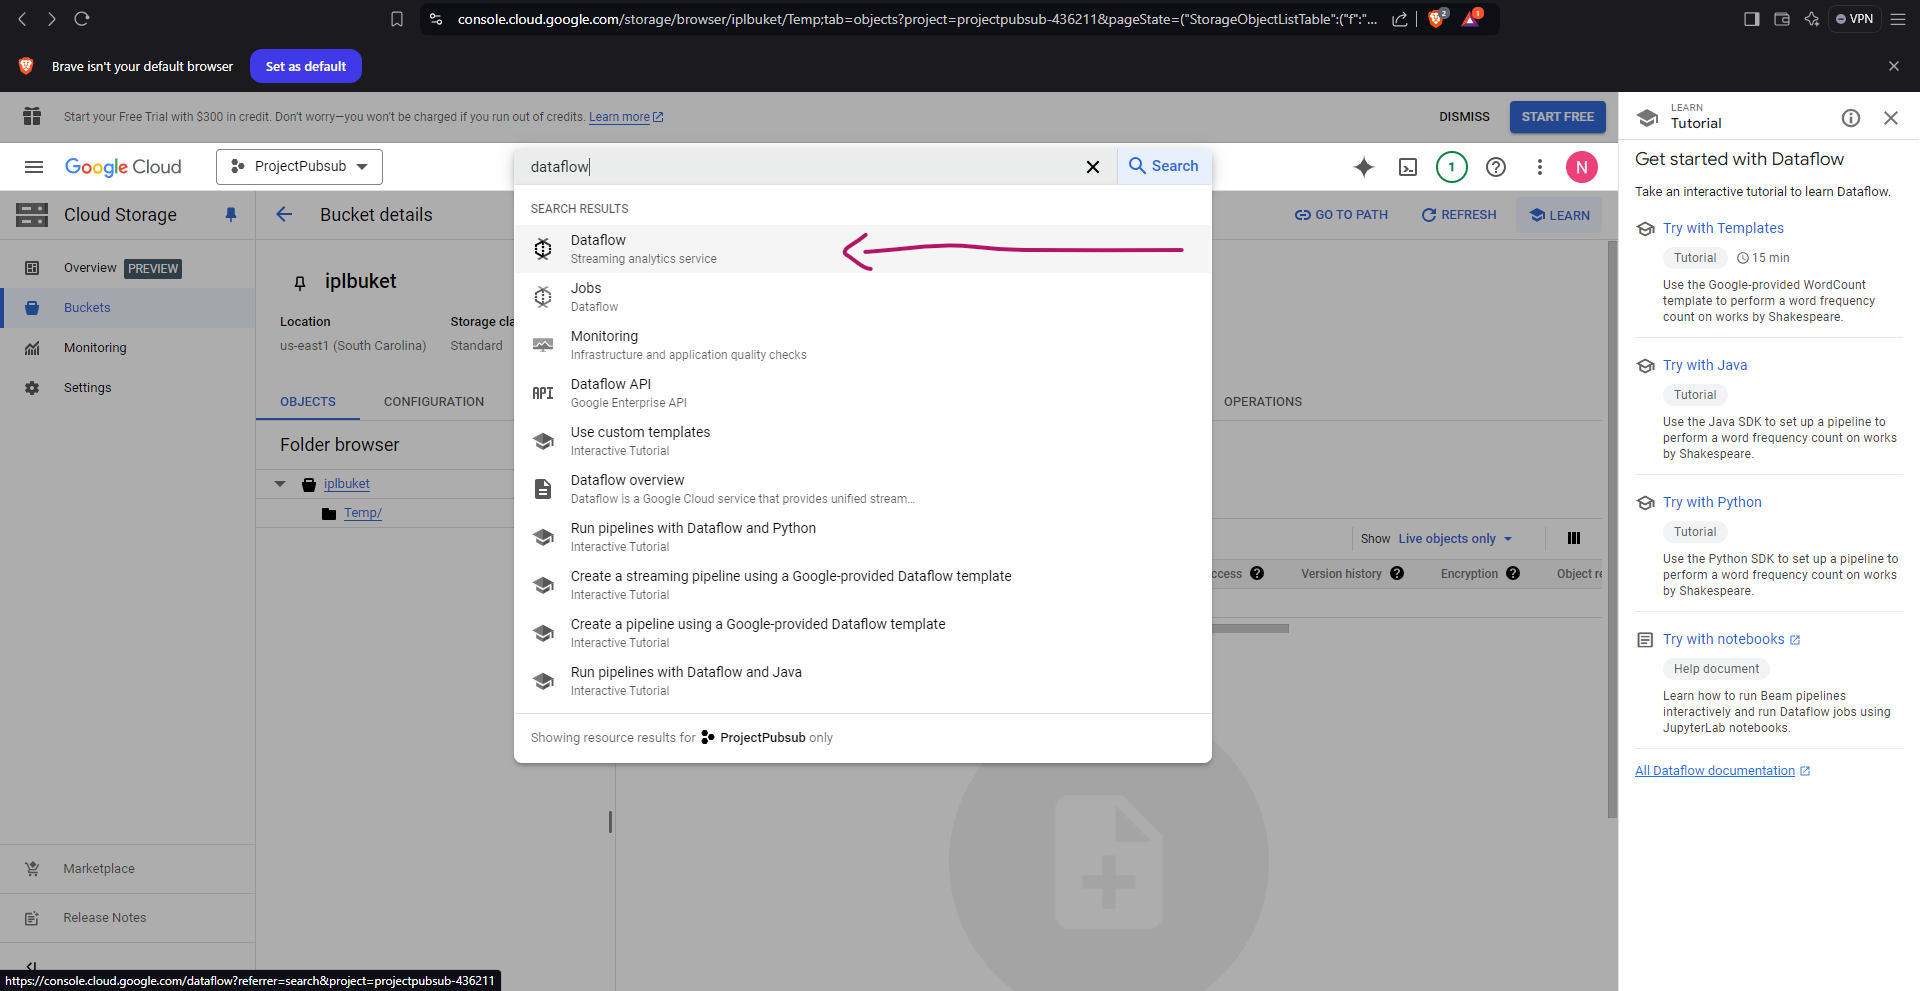 console.cloud.google.com/storage/browser/iplbuket/Temp;tab=objects?project=projectpubsub-436211&pageState=("StorageObjectListTable":("f":"...
2
1
VPN
Brave isn't your default browser
Set as default
Start your Free Trial with $300 in credit. Don't worry—you won't be charged if you run out of credits. Learn more
DISMISS
START FREE
Google Cloud
ProjectPubsub
dataflow
Search
1
N
Cloud Storage
Overview PREVIEW
Buckets
Monitoring
Settings
Marketplace
Release Notes
Bucket details
GO TO PATH
REFRESH
LEARN
iplbuket
Location
us-east1 (South Carolina)
Storage cla
Standard
OBJECTS
CONFIGURATION
OPERATIONS
Folder browser
iplbuket
Temp/
Show Live objects only
ccess
Version history
Encryption
Object re
SEARCH RESULTS
Dataflow
Streaming analytics service
Jobs
Dataflow
Monitoring
Infrastructure and application quality checks
API
Dataflow API
Google Enterprise API
Use custom templates
Interactive Tutorial
Dataflow overview
Dataflow is a Google Cloud service that provides unified stream...
Run pipelines with Dataflow and Python
Interactive Tutorial
Create a streaming pipeline using a Google-provided Dataflow template
Interactive Tutorial
Create a pipeline using a Google-provided Dataflow template
Interactive Tutorial
Run pipelines with Dataflow and Java
Interactive Tutorial
Showing resource results for ProjectPubsub only
LEARN
Tutorial
Get started with Dataflow
Take an interactive tutorial to learn Dataflow.
Try with Templates
Tutorial
15 min
Use the Google-provided WordCount
template to perform a word frequency
count on works by Shakespeare.
Try with Java
Tutorial
Use the Java SDK to set up a pipeline to
perform a word frequency count on works
by Shakespeare.
Try with Python
Tutorial
Use the Python SDK to set up a pipeline to
perform a word frequency count on works
by Shakespeare.
Try with notebooks
Help document
Learn how to run Beam pipelines
interactively and run Dataflow jobs using
JupyterLab notebooks.
All Dataflow documentation
https://console.cloud.google.com/dataflow?referrer=search&project=projectpubsub-436211